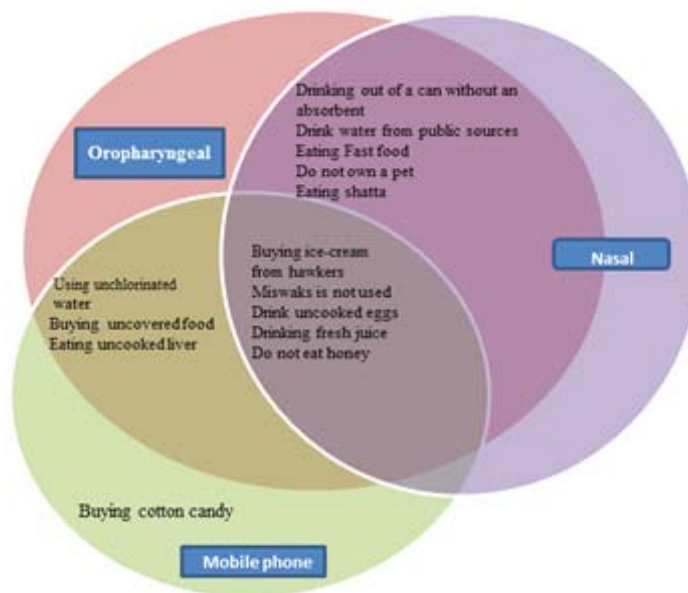 Drinking out of a can without an
absorbent
Drink water from public sources
Eating Fast food
Do not own a pet
Eating shatta
Oropharyngeal
Nasal
Buying ice-cream
from hawkers
Miswaks is not used
Drink uncooked eggs
Drinking fresh juice
Do not eat honey
Using unchlorinated
water
Buying uncovered food
Eating uncooked liver
Buying cotton candy
Mobile phone